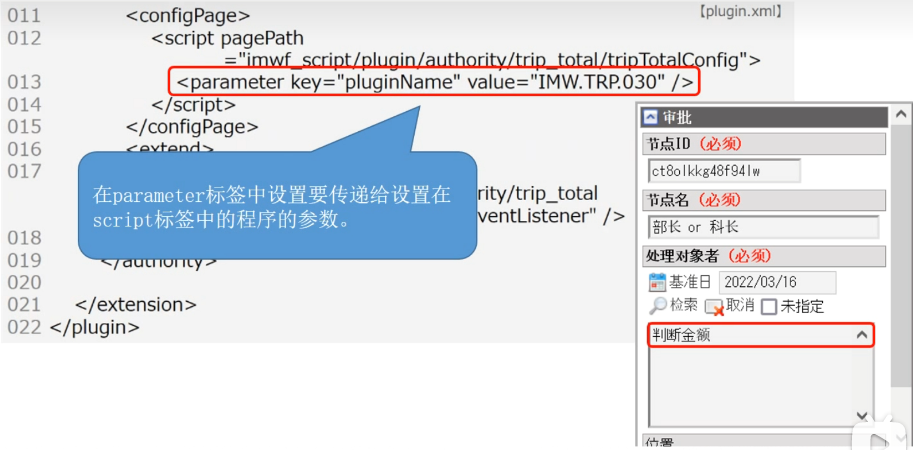 【plugin.xml】
011 <configPage>
012 <script pagePath
="imwf_script/plugin/authority/trip_total/tripTotalConfig">
013 <parameter key="pluginName" value="IMW.TRP.030" />
014 </script>
015 </configPage>
016 <extend>
017
rity/trip_total
ventListener" />
018
019 </authority>
020
021 </extension>
022 </plugin>
在parameter标签中设置要传递给设置在
script标签中的程序的参数。
审批
节点ID (必须)
ct8olkkg48f94lw
节点名 (必须)
部长 or 科长
处理对象者 (必须)
基准日 2022/03/16
检索 取消 未指定
判断金额
位置